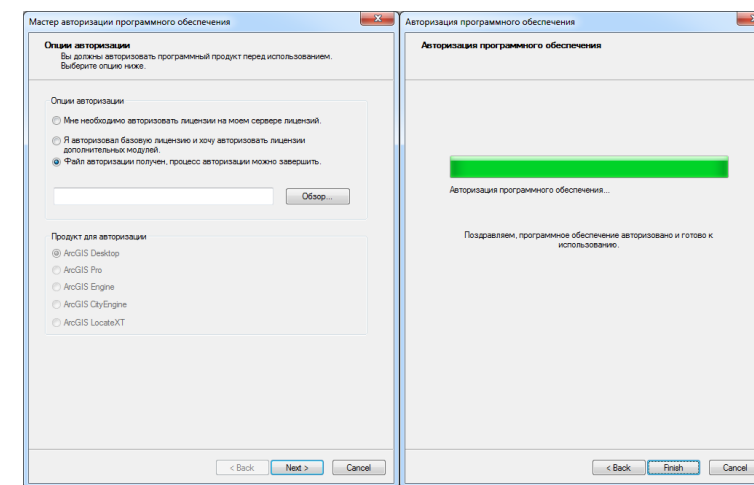 Мастер авторизации программного обеспечения
Опции авторизации
Вы должны авторизовать программный продукт перед использованием.
Выберите опцию ниже.
Опции авторизации
Мне необходимо авторизовать лицензии на моем сервере лицензий.
Я авторизовал базовую лицензию и хочу авторизовать лицензии
дополнительных модулей.
Файл авторизации получен, процесс авторизации можно завершить.
Обзор...
Продукт для авторизации
ArcGIS Desktop
ArcGIS Pro
ArcGIS Engine
ArcGIS CityEngine
ArcGIS LocateXT
< Back
Next >
Cancel
Авторизация программного обеспечения
Авторизация программного обеспечения
Авторизация программного обеспечения...
Поздравляем, программное обеспечение авторизовано и готово к
использованию.
< Back
Finish
Cancel